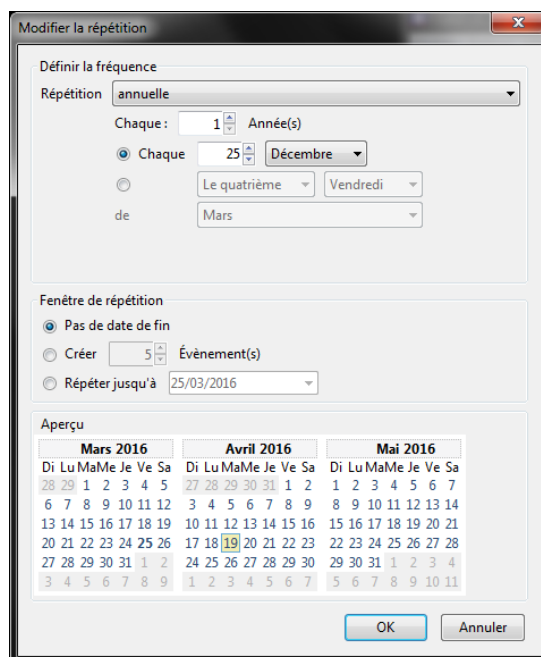 Modifier la répétition
Définir la fréquence
Répétition annuelle
Chaque : 1 Année(s)
Chaque 25 Décembre
Le quatrième Vendredi
de Mars
Fenêtre de répétition
Pas de date de fin
Créer 5 Évènement(s)
Répéter jusqu'à 25/03/2016
Aperçu
Mars 2016 Avril 2016 Mai 2016
Di Lu Ma Me Je Ve Sa Di Lu Ma Me Je Ve Sa Di Lu Ma Me Je Ve Sa
28 29 1 2 3 4 5 27 28 29 30 31 1 2 1 2 3 4 5 6 7
6 7 8 9 10 11 12 3 4 5 6 7 8 9 8 9 10 11 12 13 14
13 14 15 16 17 18 19 10 11 12 13 14 15 16 15 16 17 18 19 20 21
20 21 22 23 24 25 26 17 18 19 20 21 22 23 22 23 24 25 26 27 28
27 28 29 30 31 1 2 24 25 26 27 28 29 30 29 30 31 1 2 3 4
3 4 5 6 7 8 9 1 2 3 4 5 6 7 5 6 7 8 9 10 11
OK Annuler